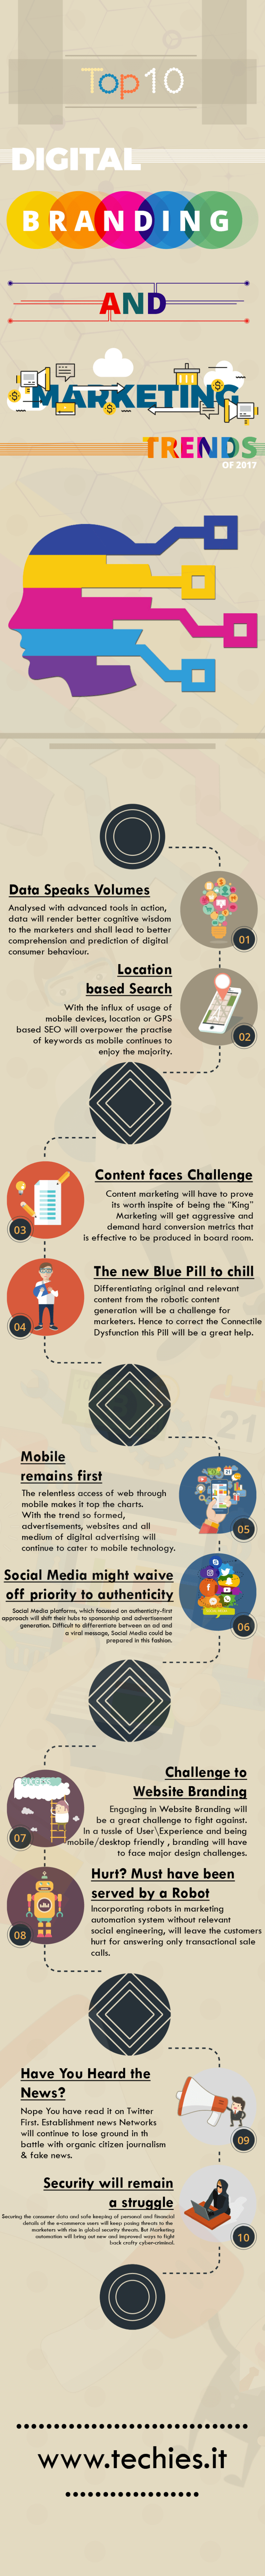 Top10
DIGITAL
BRANDING
AND
MARKETING
TRENDS
OF 2017
Data Speaks Volumes
Analysed with advanced tools in action,
data will render better cognitive wisdom
to the marketers and shall lead to better
comprehension and prediction of digital
consumer behaviour.
01
Location
based Search
With the influx of usage of
mobile devices, location or GPS
based SEO will overpower the practise
of keywords as mobile continues to
enjoy the majority.
02
Content faces Challenge
Content marketing will have to prove
its worth inspite of being the "King"
Marketing will get aggressive and
demand hard conversion metrics that
is effective to be produced in board room.
03
The new Blue Pill to chill
Differentiating original and relevant
content from the robotic content
generation will be a challenge for
marketers. Hence to correct the Connectile
Dysfunction this Pill will be a great help.
04
Mobile
remains first
The relentless access of web through
mobile makes it top the charts.
With the trend so formed,
advertisements, websites and all
medium of digital advertising will
continue to cater to mobile technology.
05
Social Media might waive
off priority to authenticity
Social Media platforms, which focussed on authenticity-first
approach will shift their hubs to sponsorship and advertisement
generation. Difficult to differentiate between an ad and
a viral message, Social Media could be
prepared in this fashion.
06
Challenge to
Website Branding
Engaging in Website Branding will
be a great challenge to fight against.
In a tussle of User\Experience and being
mobile/desktop friendly , branding will have
to face major design challenges.
SUCCESS
07
Hurt? Must have been
served by a Robot
Incorporating robots in marketing
automation system without relevant
social engineering, will leave the customers
hurt for answering only transactional sale
calls.
08
Have You Heard the
News?
Nope You have read it on Twitter
First. Establishment news Networks
will continue to lose ground in th
battle with organic citizen journalism
& fake news.
09
Security will remain
a struggle
Securing the consumer data and safe keeping of personal and financial
details of the e-commerce users will keep posing threats to the
marketers with rise in global security threats. But Marketing
automation will bring out new and improved ways to fight
back crafty cyber-criminal.
10
www.techies.it